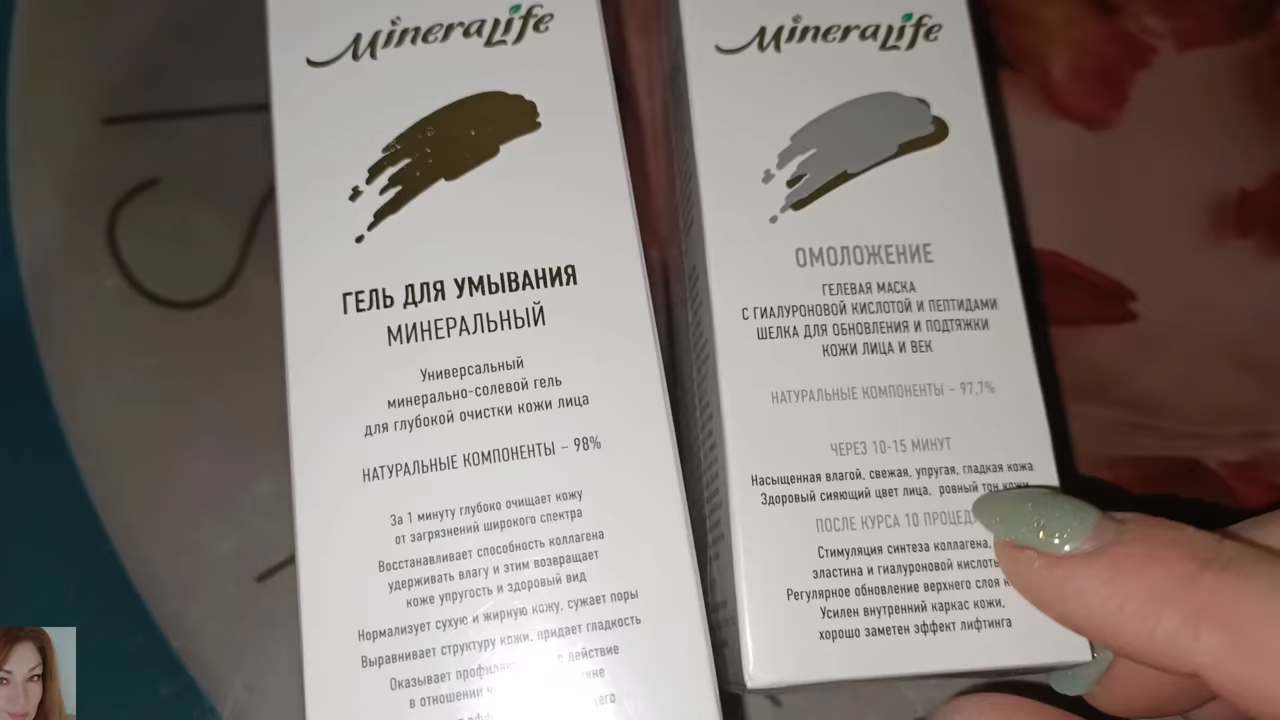 MineraLife
ГЕЛЬ ДЛЯ УМЫВАНИЯ
МИНЕРАЛЬНЫЙ
Универсальный
минерально-солевой гель
для глубокой очистки кожи лица
НАТУРАЛЬНЫЕ КОМПОНЕНТЫ – 98%
За 1 минуту глубоко очищает кожу
от загрязнений широкого спектра
Восстанавливает способность коллагена
удерживать влагу и этим возвращает
коже упругость и здоровый вид
Нормализует сухую и жирную кожу, сужает поры
Выравнивает структуру кожи, придает гладкость
Оказывает действие
в отношении
MineraLife
ОМОЛОЖЕНИЕ
ГЕЛЕВАЯ МАСКА
С ГИАЛУРОНОВОЙ КИСЛОТОЙ И ПЕПТИДАМИ
ШЕЛКА ДЛЯ ОБНОВЛЕНИЯ И ПОДТЯЖКИ
КОЖИ ЛИЦА И ВЕК
НАТУРАЛЬНЫЕ КОМПОНЕНТЫ – 97,7%
ЧЕРЕЗ 10-15 МИНУТ
Насыщенная влагой, свежая, упругая, гладкая кожа
Здоровый сияющий цвет лица, ровный тон кожи
ПОСЛЕ КУРСА 10
Стимуляция синтеза коллагена,
эластина и гиалуроновой
Регулярное обновление верхнего слоя
Усилен внутренний каркас кожи,
хорошо заметен эффект лифтинга